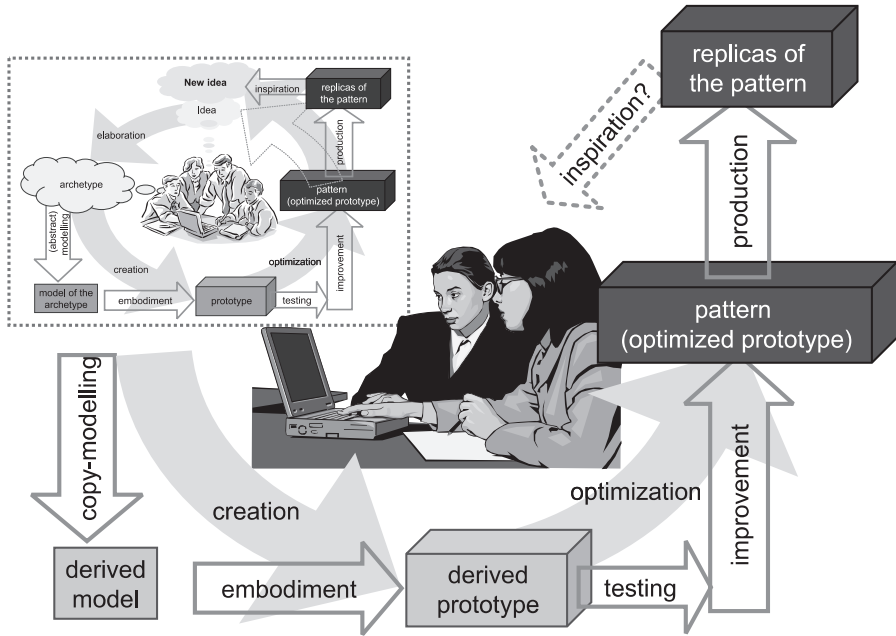 New idea
Idea
inspiration
replicas of
the pattern
elaboration
production
archetype
pattern
(optimized prototype)
(abstract)
modelling
creation
optimization
improvement
model of the
archetype
embodiment
prototype
testing
replicas of
the pattern
inspiration?
production
pattern
(optimized prototype)
copy-modelling
creation
optimization
improvement
derived
model
embodiment
derived
prototype
testing